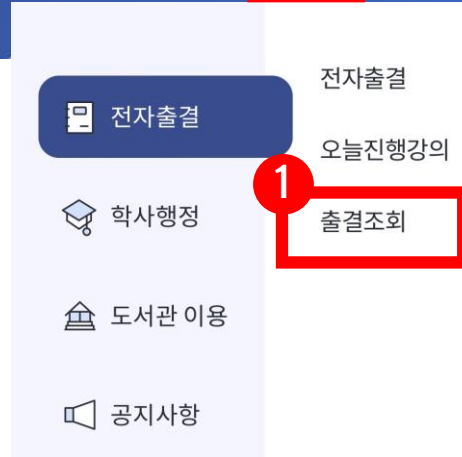 전자출결
학사행정
도서관 이용
공지사항
전자출결
오늘진행강의
1
출결조회